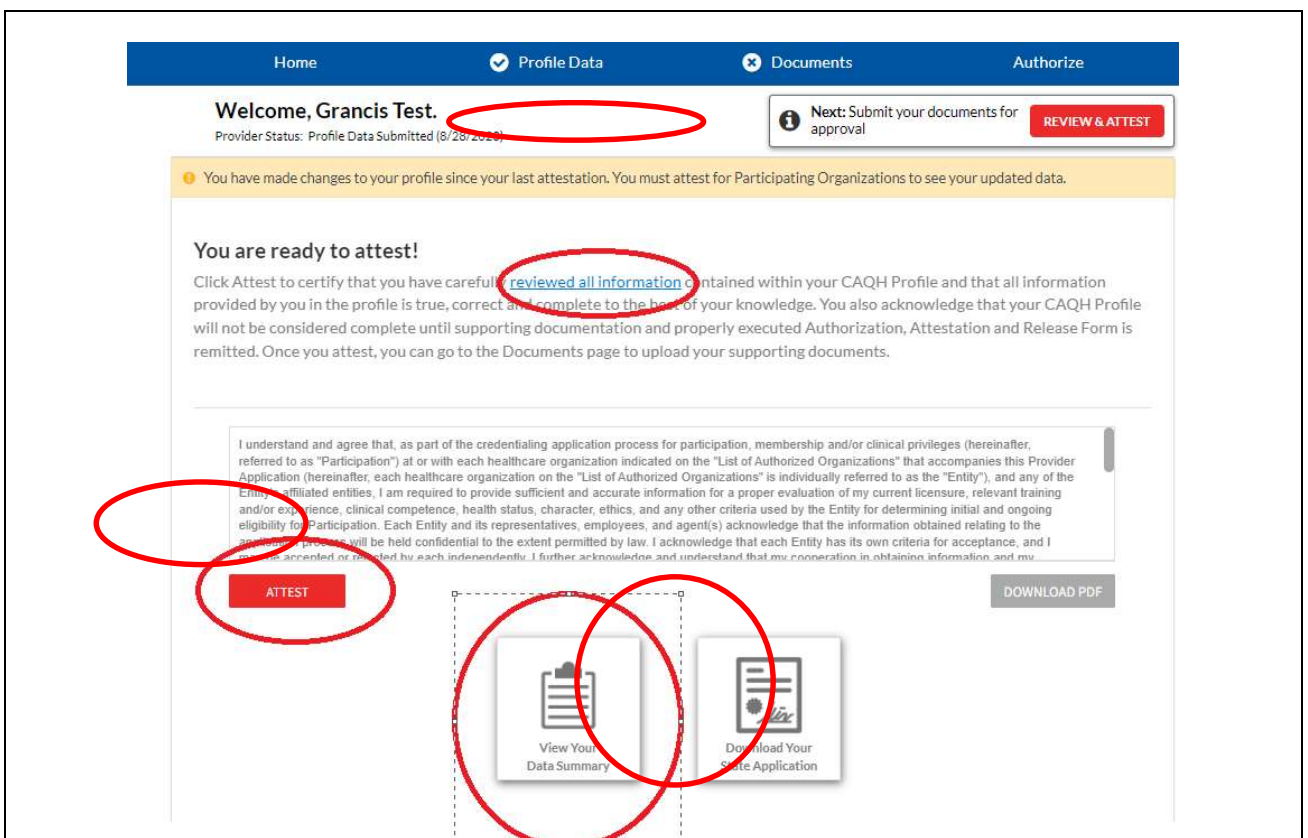 Home Profile Data Documents Authorize
Welcome, Grancis Test.
Provider Status: Profile Data Submitted (8/28/2020)
Next: Submit your documents for
approval
REVIEW & ATTEST
You have made changes to your profile since your last attestation. You must attest for Participating Organizations to see your updated data.
You are ready to attest!
Click Attest to certify that you have carefully reviewed all information contained within your CAQH Profile and that all information
provided by you in the profile is true, correct and complete to the best of your knowledge. You also acknowledge that your CAQH Profile
will not be considered complete until supporting documentation and properly executed Authorization, Attestation and Release Form is
remitted. Once you attest, you can go to the Documents page to upload your supporting documents.
I understand and agree that, as part of the credentialing application process for participation, membership and/or clinical privileges (hereinafter,
referred to as "Participation") at or with each healthcare organization indicated on the "List of Authorized Organizations" that accompanies this Provider
Application (hereinafter, each healthcare organization on the "List of Authorized Organizations" is individually referred to as the "Entity"), and any of the
Entity's affiliated entities, I am required to provide sufficient and accurate information for a proper evaluation of my current licensure, relevant training
and/or experience, clinical competence, health status, character, ethics, and any other criteria used by the Entity for determining initial and ongoing
eligibility for Participation. Each Entity and its representatives, employees, and agent(s) acknowledge that the information obtained relating to the
application process will be held confidential to the extent permitted by law. I acknowledge that each Entity has its own criteria for acceptance, and I
may be accepted or rejected by each independently. I further acknowledge and understand that my cooperation in obtaining information and my
ATTEST
DOWNLOAD PDF
View Your
Data Summary
Download Your
State Application